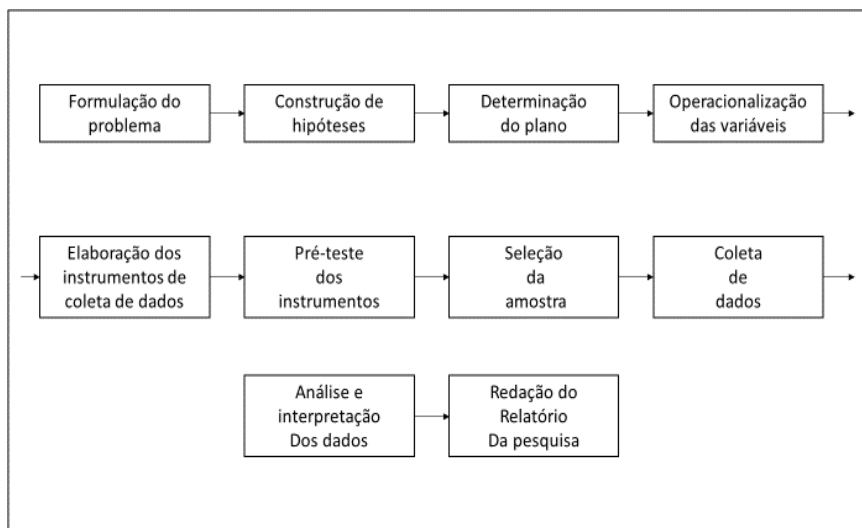 Formulação do
problema
Construção de
hipóteses
Determinação
do plano
Operacionalização
das variáveis
Elaboração dos
instrumentos de
coleta de dados
Pré-teste
dos
instrumentos
Seleção
da
amostra
Coleta
de
dados
Análise e
interpretação
Dos dados
Redação do
Relatório
Da pesquisa